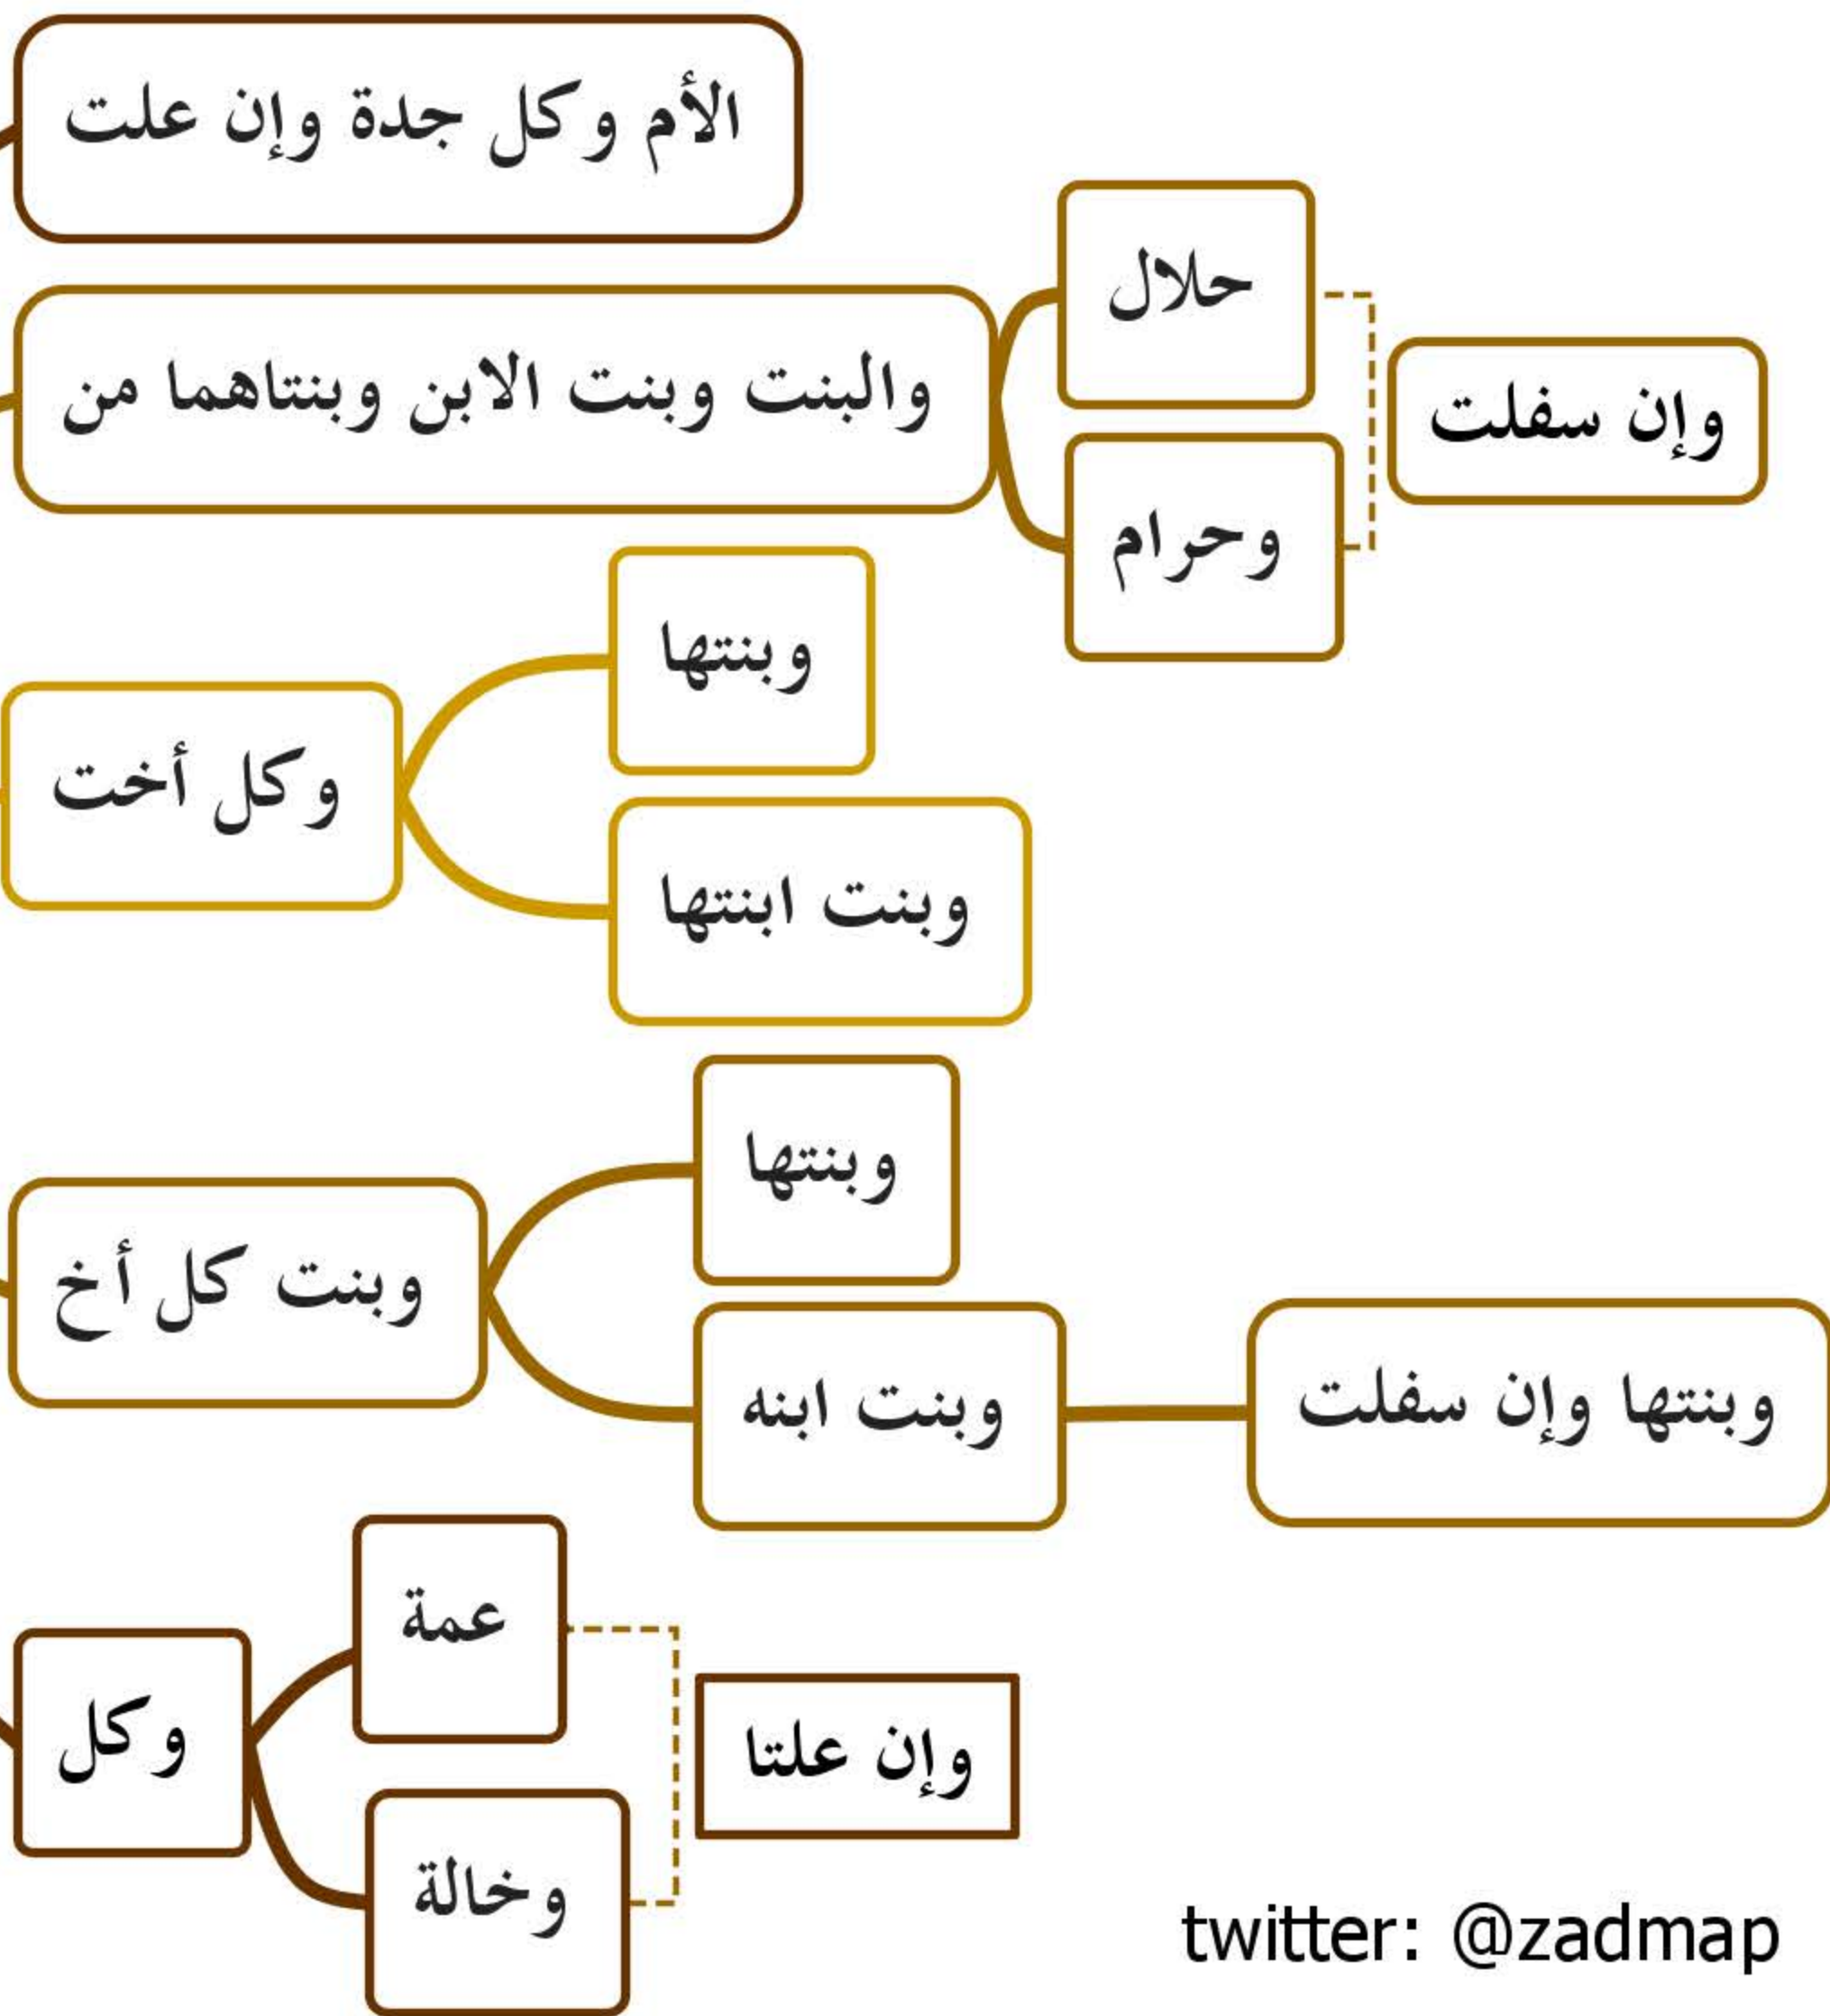 الأم وكل جدة وإن علت
والبنت وبنت الابن وبنتاهما من
حلال
وحرام
وإن سفلت
وكل أخت
وبنتها
وبنت ابنتها
وبنت كل أخ
وبنتها
وبنت ابنه
وبنتها وإن سفلت
وكل
عمة
وخالة
وإن علتا
twitter: @zadmap